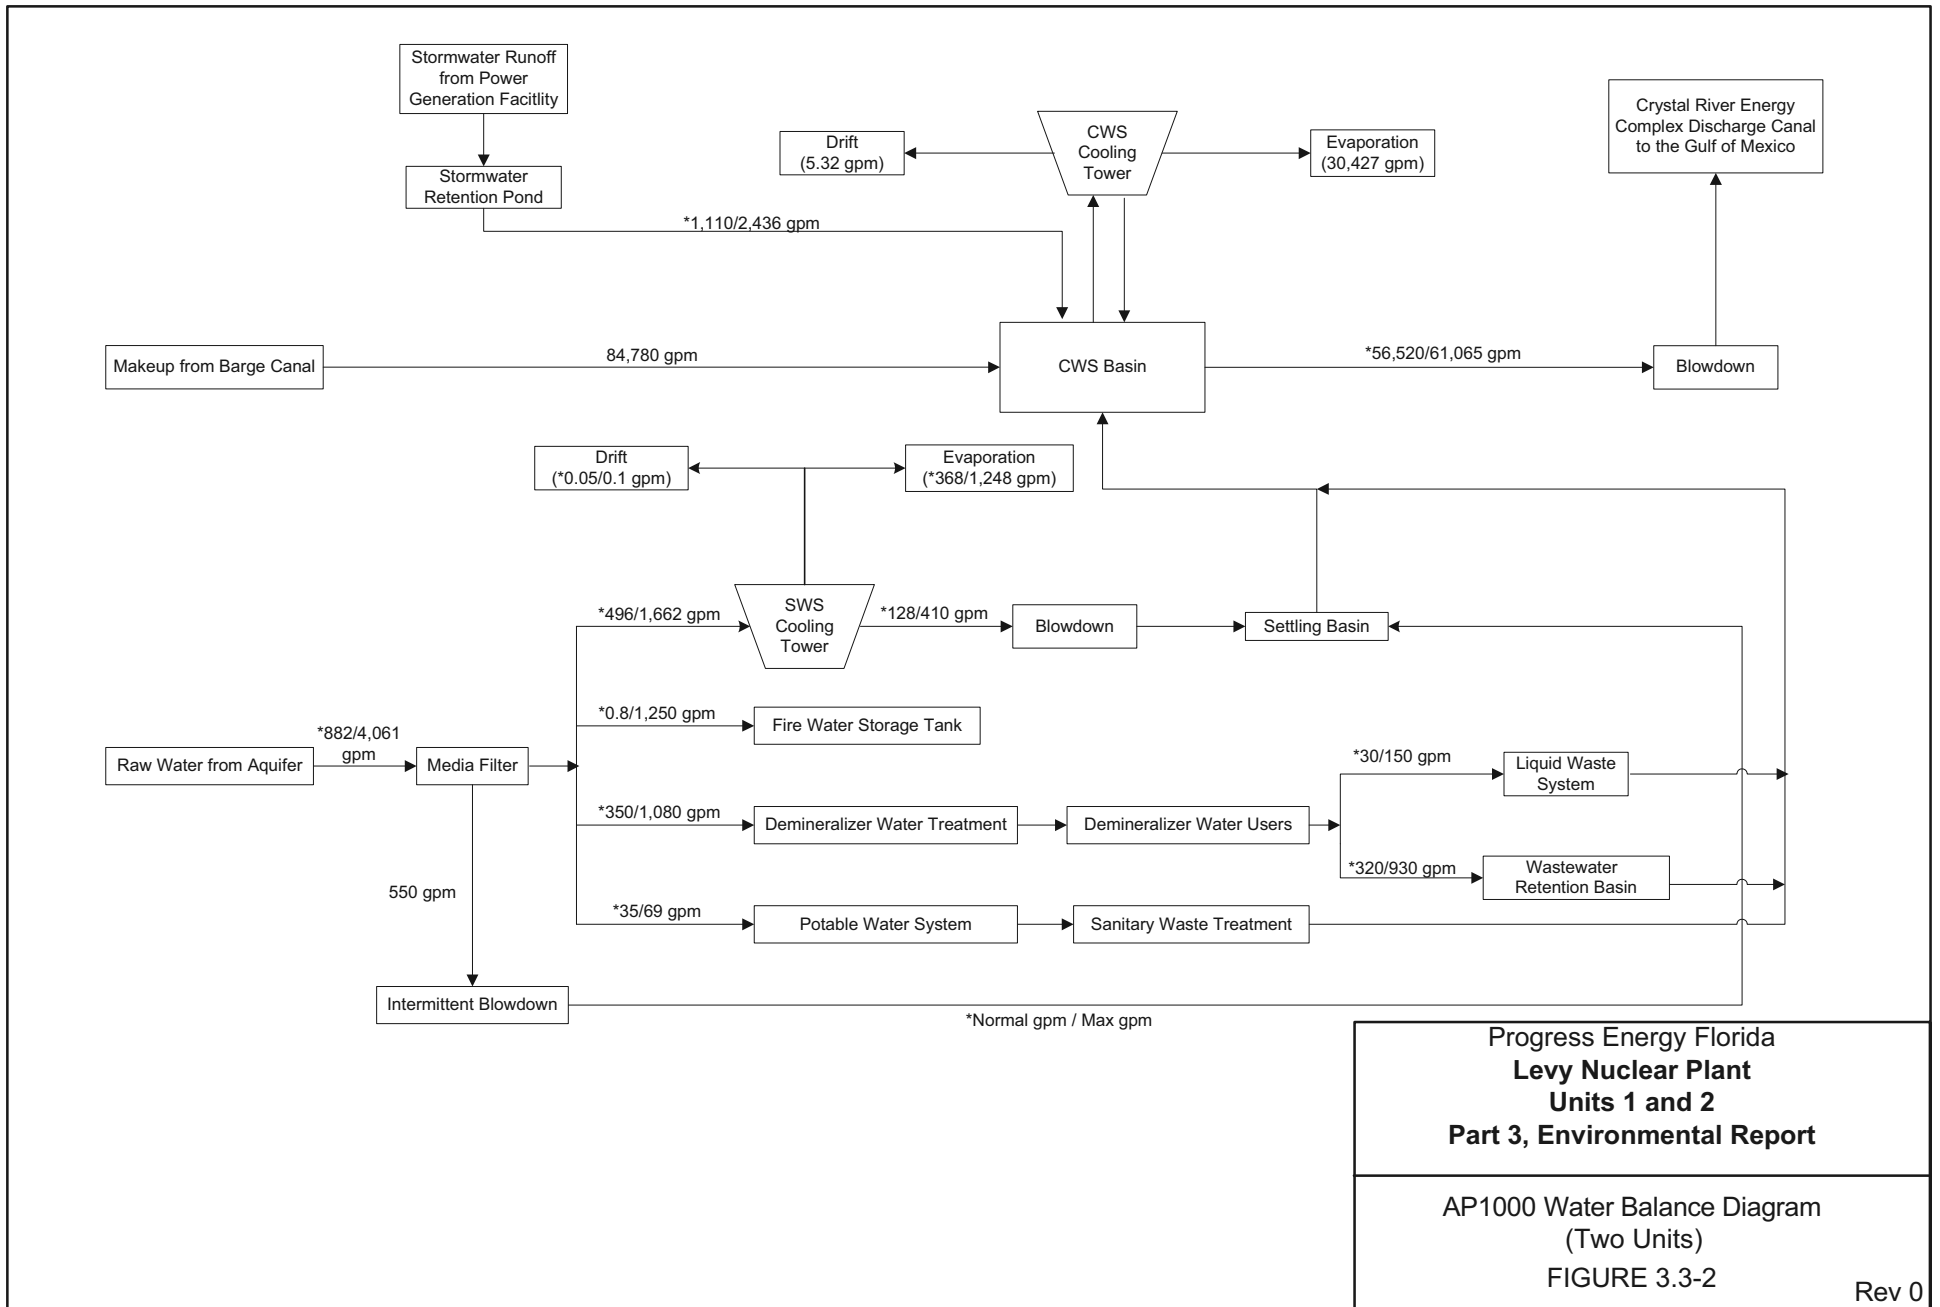 Stormwater Runoff
from Power
Generation Facitlity
Stormwater
Retention Pond
*1,110/2,436 gpm
Drift
(5.32 gpm)
CWS
Cooling
Tower
Evaporation
(30,427 gpm)
Crystal River Energy
Complex Discharge Canal
to the Gulf of Mexico
Makeup from Barge Canal
84,780 gpm
CWS Basin
*56,520/61,065 gpm
Blowdown
Drift
(*0.05/0.1 gpm)
Evaporation
(*368/1,248 gpm)
*496/1,662 gpm
SWS
Cooling
Tower
*128/410 gpm
Blowdown
Settling Basin
*0.8/1,250 gpm
Fire Water Storage Tank
Raw Water from Aquifer
*882/4,061
gpm
Media Filter
*350/1,080 gpm
Demineralizer Water Treatment
Demineralizer Water Users
*30/150 gpm
Liquid Waste
System
*320/930 gpm
Wastewater
Retention Basin
550 gpm
*35/69 gpm
Potable Water System
Sanitary Waste Treatment
Intermittent Blowdown
*Normal gpm / Max gpm
Progress Energy Florida
Levy Nuclear Plant
Units 1 and 2
Part 3, Environmental Report
AP1000 Water Balance Diagram
(Two Units)
FIGURE 3.3-2
Rev 0